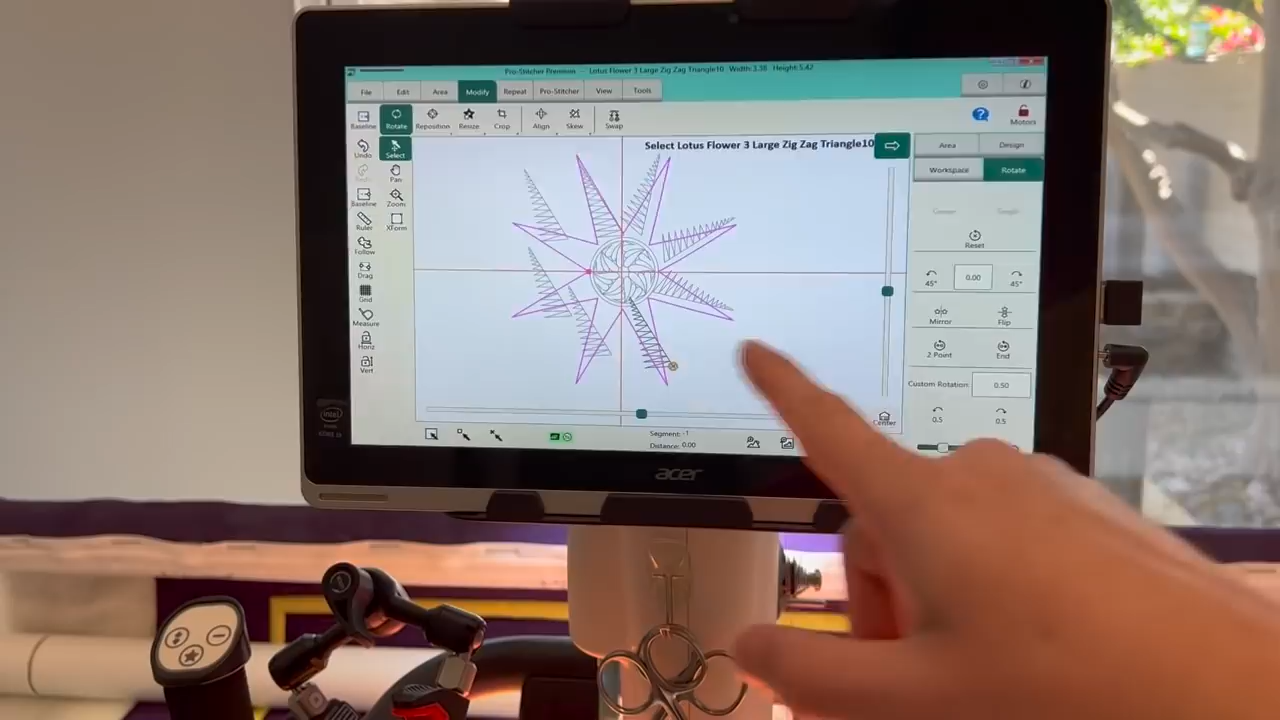 Pro-Stitcher Premium — Lotus Flower 3 Large Zig Zag Triangle10 Width:3.38 Height:5.42
File Edit Area Modify Repeat Pro-Stitcher View Tools
Baseline Rotate Reposition Resize Crop Align Skew Swap
Motors
Undo Select
Select Lotus Flower 3 Large Zig Zag Triangle10
Area Design
Pan
Workspace Rotate
Baseline Zoom
Ruler XForm
Reset
Follow
Drag
45° 0.00 45°
Grid
Measure
Mirror Flip
Horiz
2 Point End
Vert
Custom Rotation: 0.50
Center
0.5 0.5
Segment: -1
Distance: 0.00
acer
intel